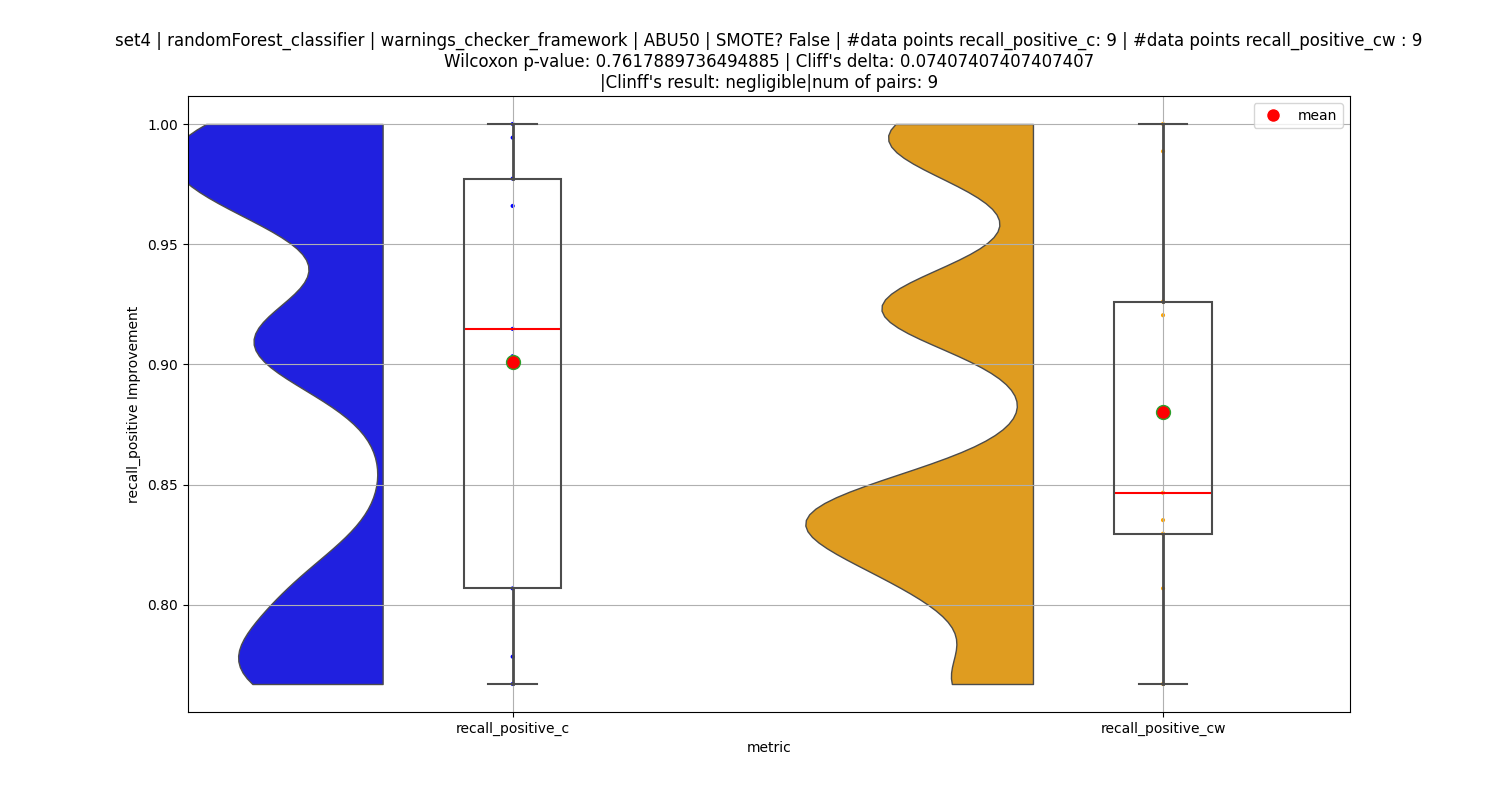 set4 | randomForest_classifier | warnings_checker_framework | ABU50 | SMOTE? False | #data points recall_positive_c: 9 | #data points recall_positive_cw : 9
Wilcoxon p-value: 0.7617889736494885 | Cliff's delta: 0.07407407407407407
|Clinff's result: negligible|num of pairs: 9
mean
1.00
0.95
0.90
0.85
0.80
recall_positive Improvement
recall_positive_c
recall_positive_cw
metric